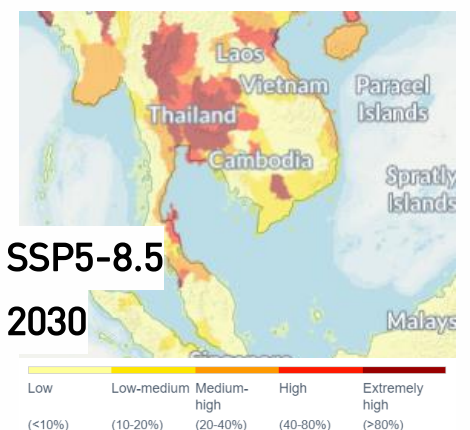 Laos
Vietnam
Paracel
Islands
Thailand
Cambodia
Spratly
Islands
SSP5-8.5
2030
Malays
Low
Low-medium
Medium-
high
High
Extremely
high
(<10%)
(10-20%)
(20-40%)
(40-80%)
(>80%)